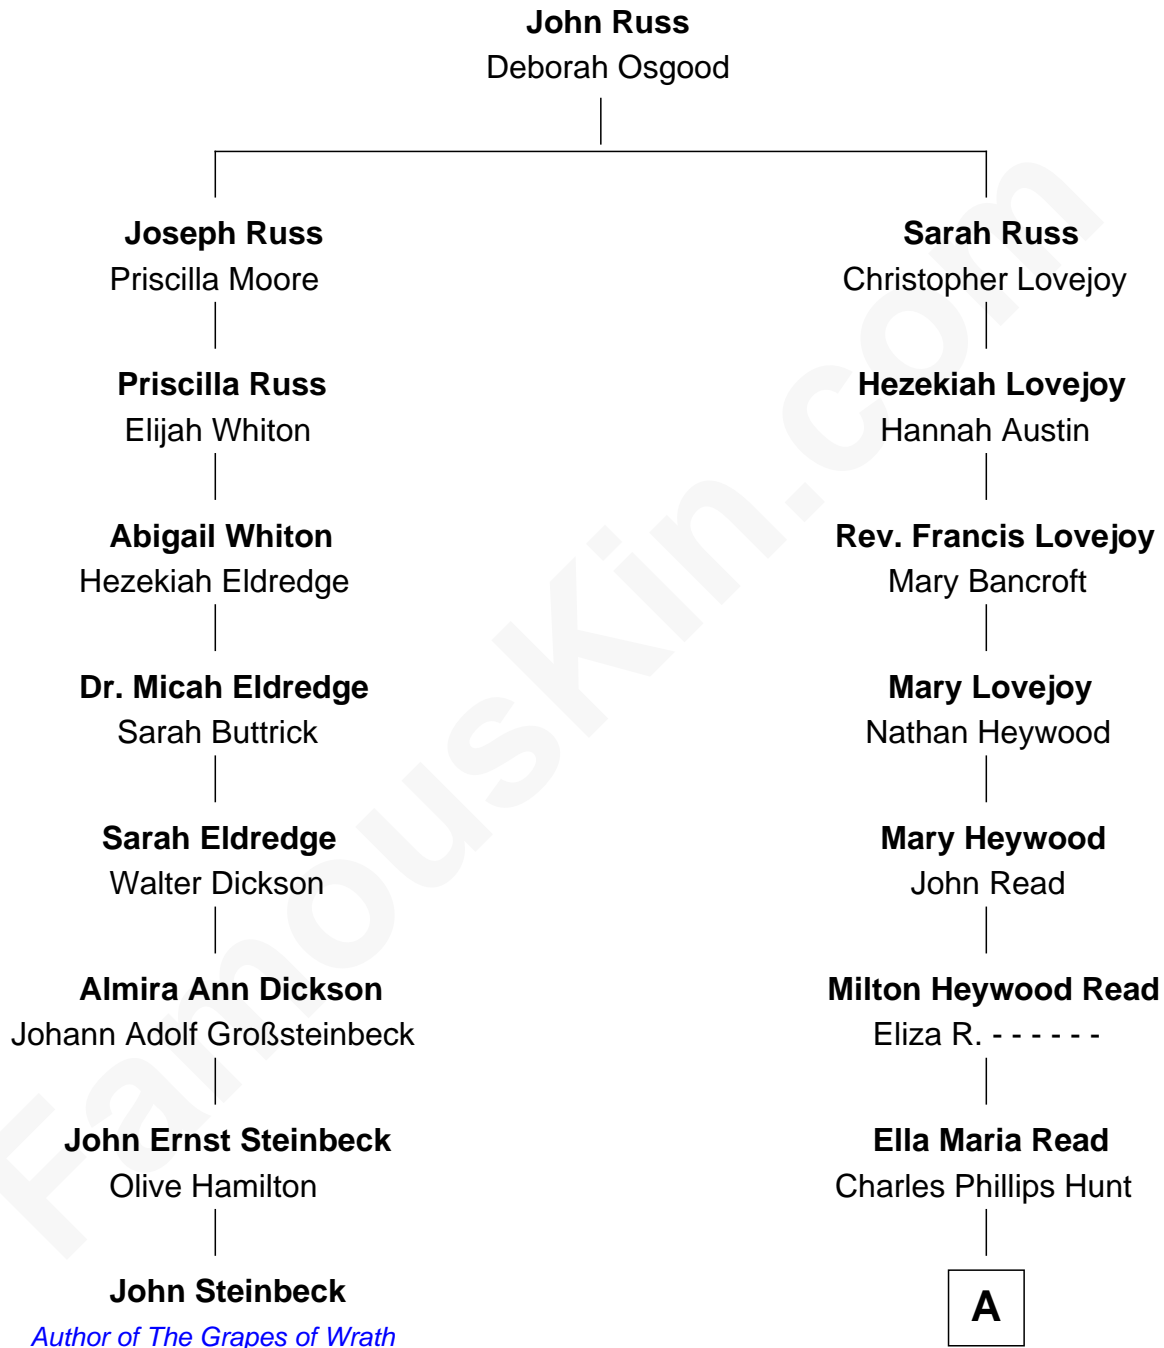 John Russ
Deborah Osgood
Joseph Russ
Priscilla Moore
Priscilla Russ
Elijah Whiton
Abigail Whiton
Hezekiah Eldredge
Dr. Micah Eldredge
Sarah Buttrick
Sarah Eldredge
Walter Dickson
Almira Ann Dickson
Johann Adolf Großsteinbeck
John Ernst Steinbeck
Olive Hamilton
John Steinbeck
Author of The Grapes of Wrath
Sarah Russ
Christopher Lovejoy
Hezekiah Lovejoy
Hannah Austin
Rev. Francis Lovejoy
Mary Bancroft
Mary Lovejoy
Nathan Heywood
Mary Heywood
John Read
Milton Heywood Read
Eliza R. - - - - - -
Ella Maria Read
Charles Phillips Hunt
A
FamousKin.com